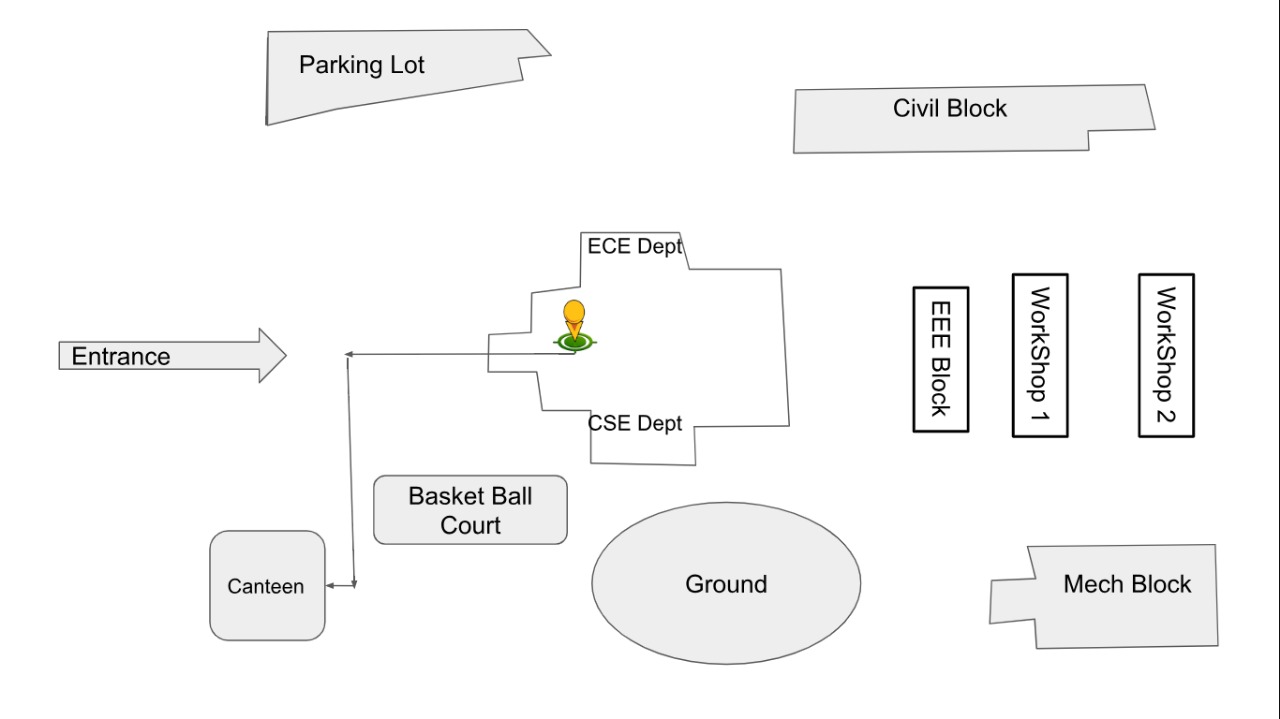 Parking Lot
Civil Block
ECE Dept
Entrance
EEE Block
WorkShop 1
WorkShop 2
CSE Dept
Basket Ball
Court
Canteen
Ground
Mech Block